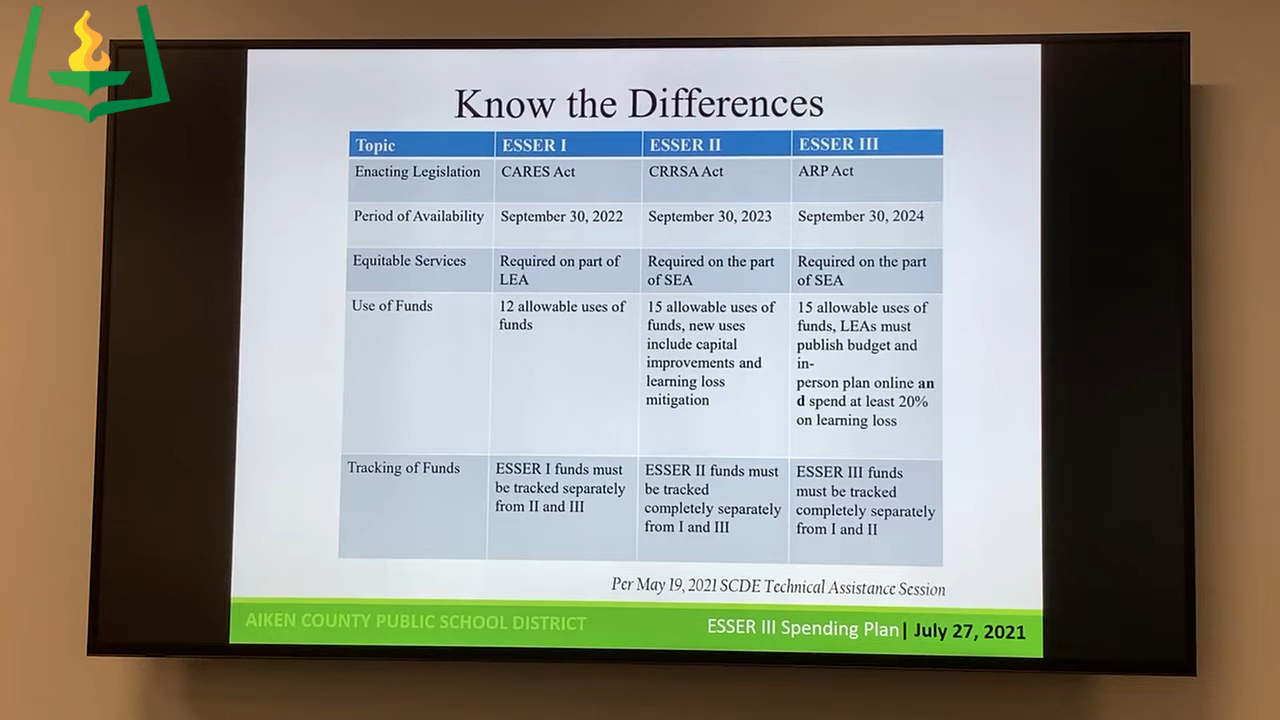 Know the Differences
Topic
ESSER I
ESSER II
ESSER III
Enacting Legislation
CARES Act
CRRSA Act
ARP Act
Period of Availability
September 30, 2022
September 30, 2023
September 30, 2024
Equitable Services
Required on part of
LEA
Required on the part
of SEA
Required on the part
of SEA
Use of Funds
12 allowable uses of
funds
15 allowable uses of
funds, new uses
include capital
improvements and
learning loss
mitigation
15 allowable uses of
funds, LEAs must
publish budget and
in-
person plan online an
d spend at least 20%
on learning loss
Tracking of Funds
ESSER I funds must
be tracked separately
from II and III
ESSER II funds must
be tracked
completely separately
from I and III
ESSER III funds
must be tracked
completely separately
from I and II
Per May 19, 2021 SCDE Technical Assistance Session
AIKEN COUNTY PUBLIC SCHOOL DISTRICT
ESSER III Spending Plan | July 27, 2021